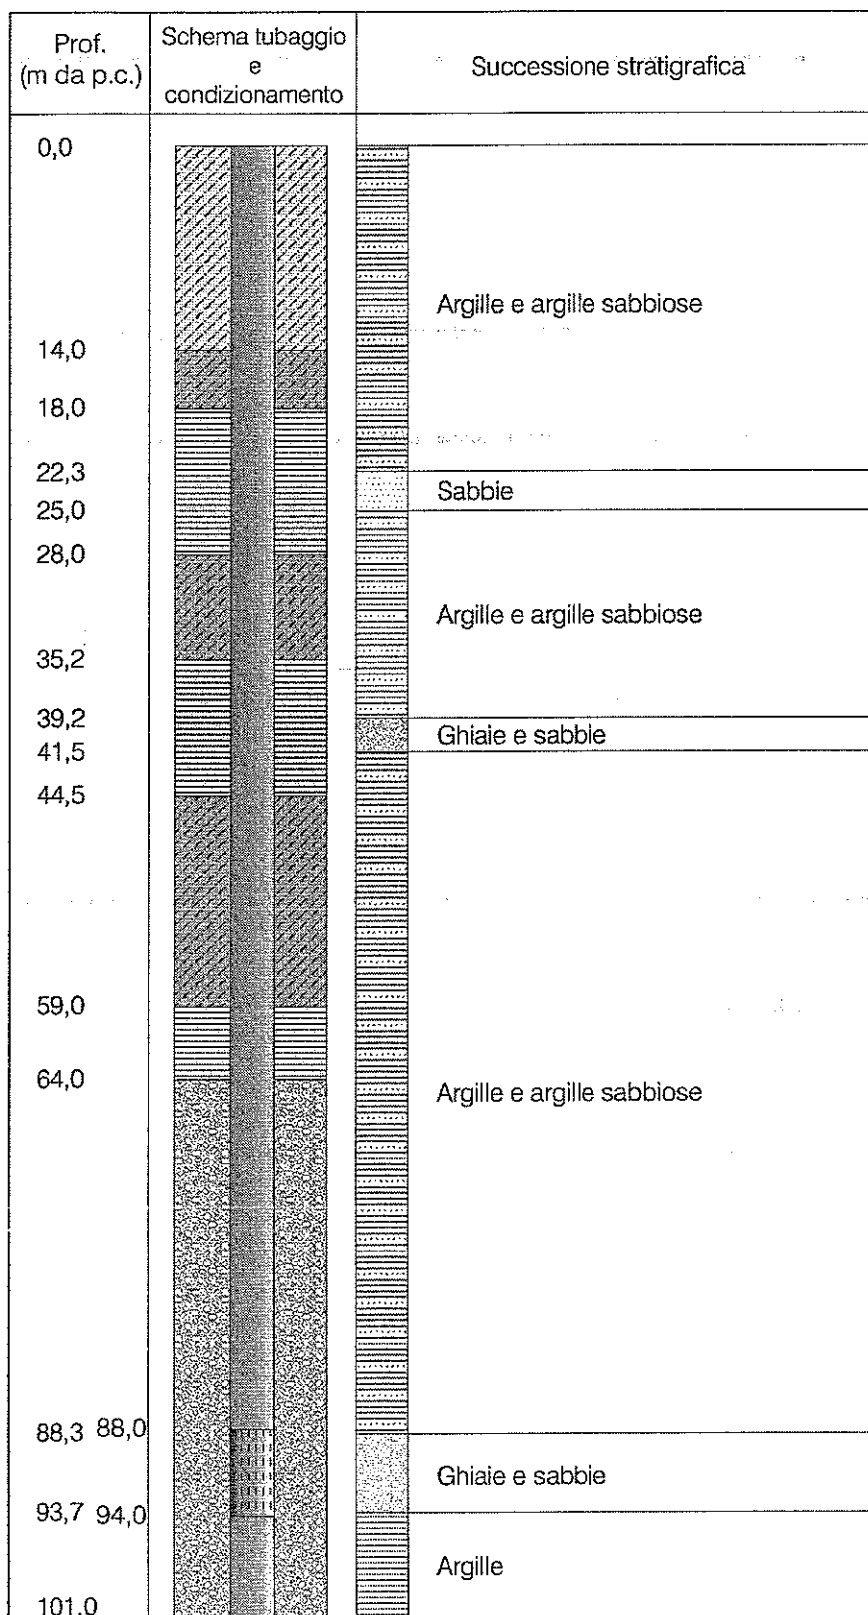 Prof.
(m da p.c.)
Schema tubaggio
e
condizionamento
Successione stratigrafica
0,0
Argille e argille sabbiose
14,0
18,0
22,3
Sabbie
25,0
28,0
Argille e argille sabbiose
35,2
39,2
Ghiaie e sabbie
41,5
44,5
59,0
64,0
Argille e argille sabbiose
88,3 88,0
Ghiaie e sabbie
93,7 94,0
Argille
101,0